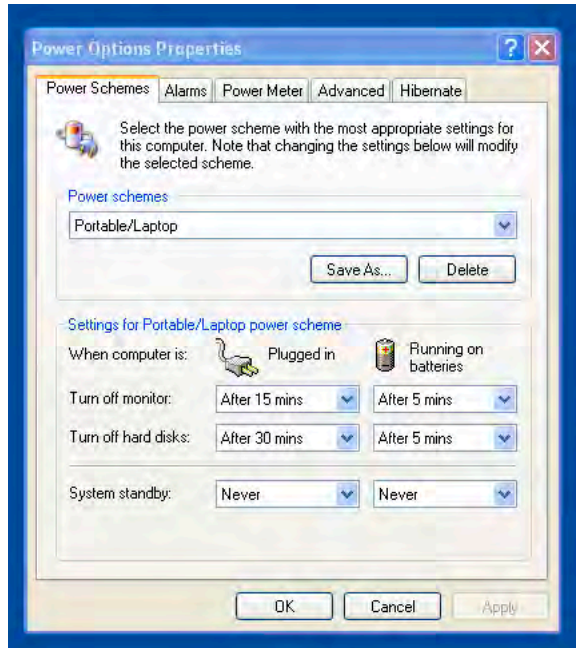 Power Options Properties
Power Schemes Alarms Power Meter Advanced Hibernate
Select the power scheme with the most appropriate settings for
this computer. Note that changing the settings below will modify
the selected scheme.
Power schemes
Portable/Laptop
Save As... Delete
Settings for Portable/Laptop power scheme
When computer is: Plugged in Running on
batteries
Turn off monitor: After 15 mins After 5 mins
Turn off hard disks: After 30 mins After 5 mins
System standby: Never Never
OK Cancel Apply